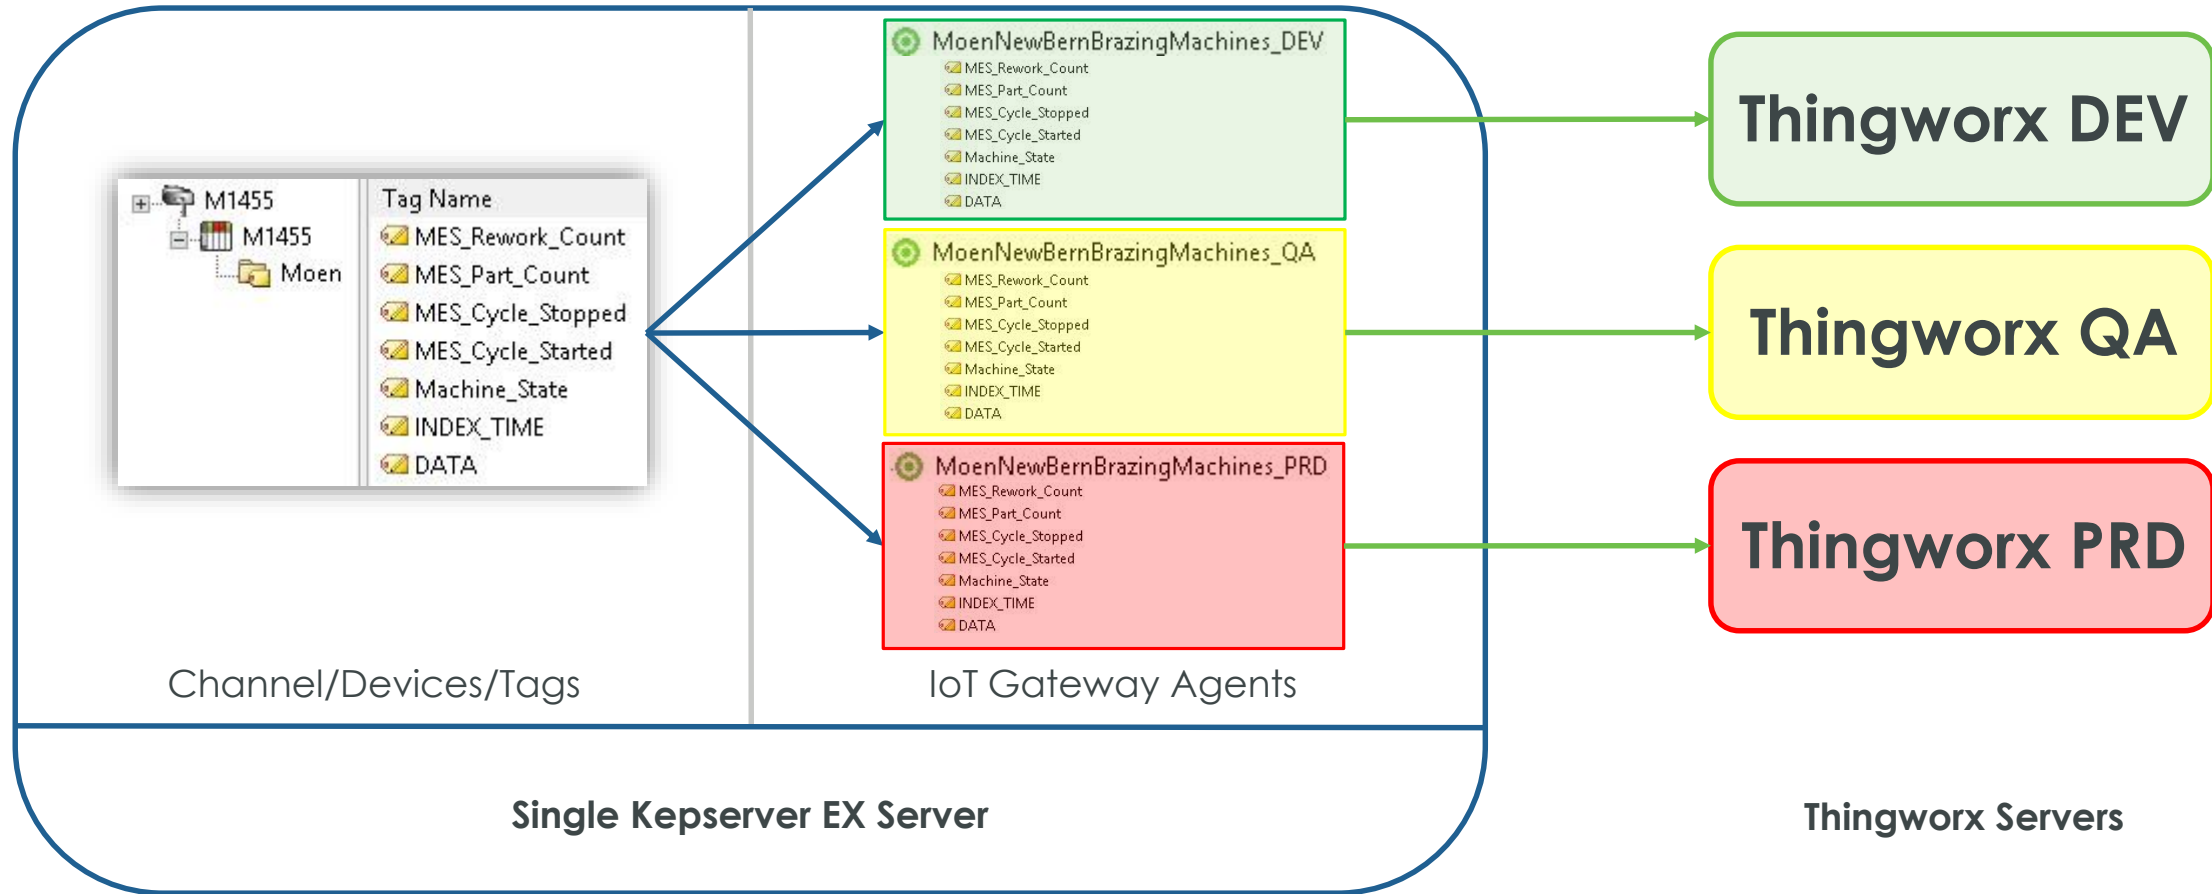 M1455
M1455
Moen
Tag Name
MES_Rework_Count
MES_Part_Count
MES_Cycle_Stopped
MES_Cycle_Started
Machine_State
INDEX_TIME
DATA
Channel/Devices/Tags
MoenNewBernBrazingMachines_DEV
MES_Rework_Count
MES_Part_Count
MES_Cycle_Stopped
MES_Cycle_Started
Machine_State
INDEX_TIME
DATA
MoenNewBernBrazingMachines_QA
MES_Rework_Count
MES_Part_Count
MES_Cycle_Stopped
MES_Cycle_Started
Machine_State
INDEX_TIME
DATA
MoenNewBernBrazingMachines_PRD
MES_Rework_Count
MES_Part_Count
MES_Cycle_Stopped
MES_Cycle_Started
Machine_State
INDEX_TIME
DATA
IoT Gateway Agents
Single Kepserver EX Server
Thingworx DEV
Thingworx QA
Thingworx PRD
Thingworx Servers